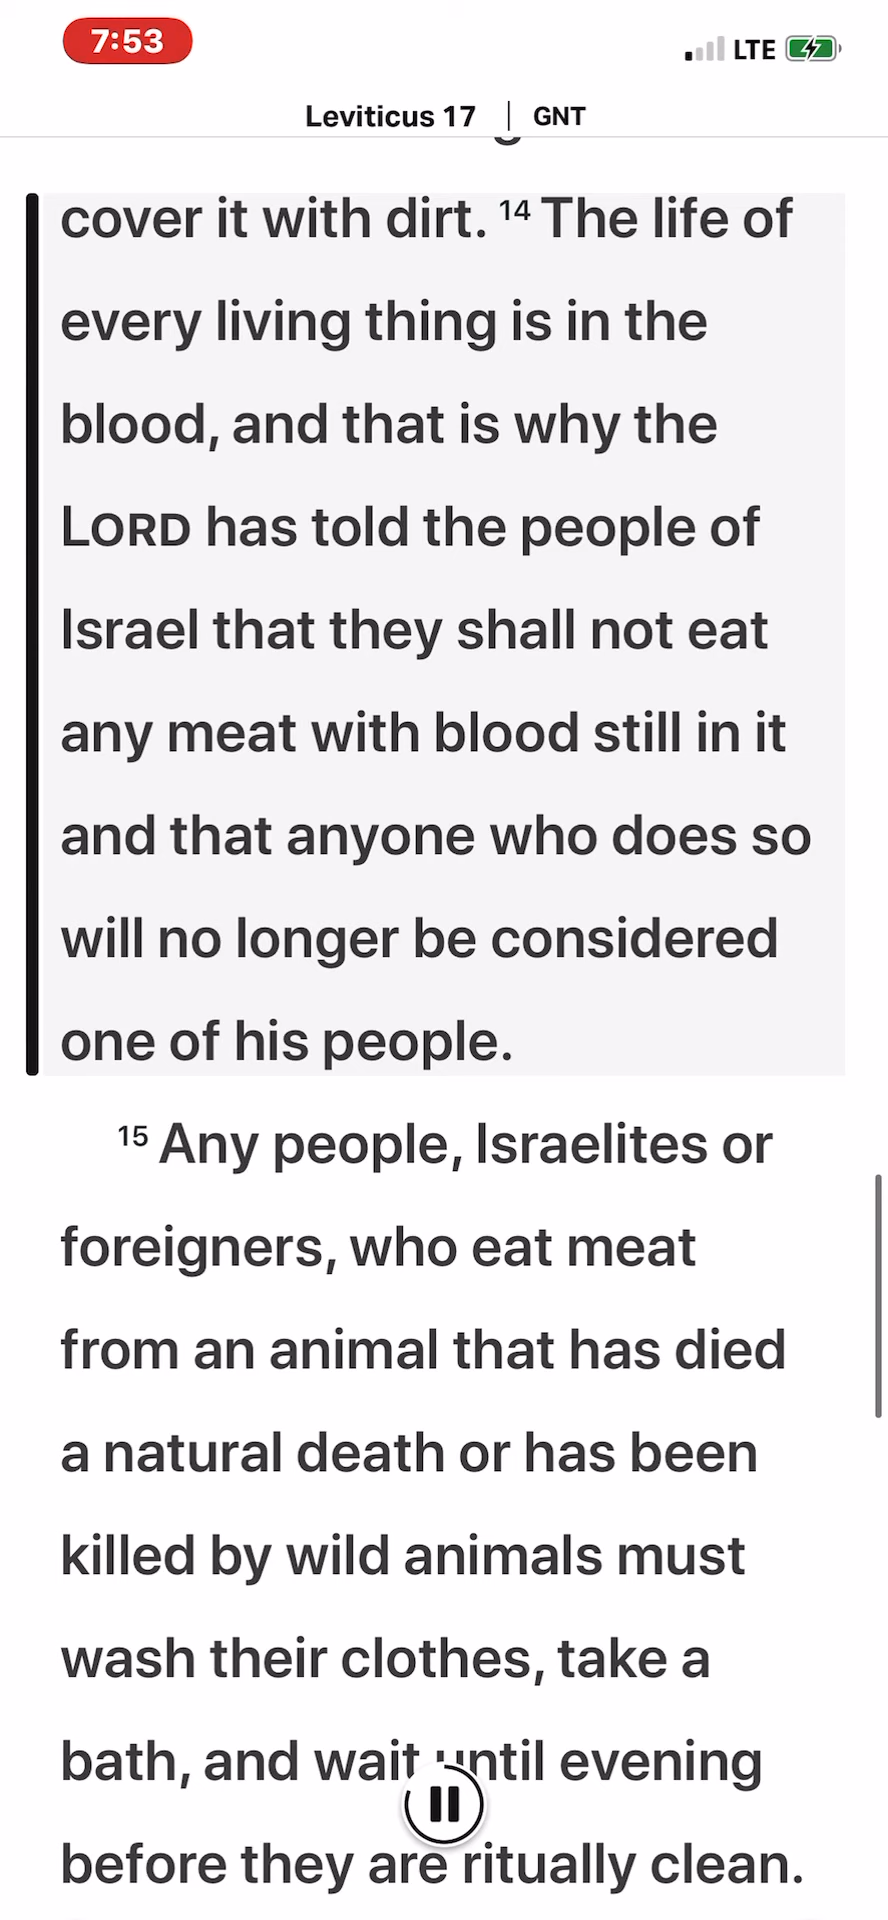 7:53
LTE
Leviticus 17 | GNT
cover it with dirt. 14 The life of
every living thing is in the
blood, and that is why the
LORD has told the people of
Israel that they shall not eat
any meat with blood still in it
and that anyone who does so
will no longer be considered
one of his people.
15 Any people, Israelites or
foreigners, who eat meat
from an animal that has died
a natural death or has been
killed by wild animals must
wash their clothes, take a
bath, and wait until evening
before they are ritually clean.